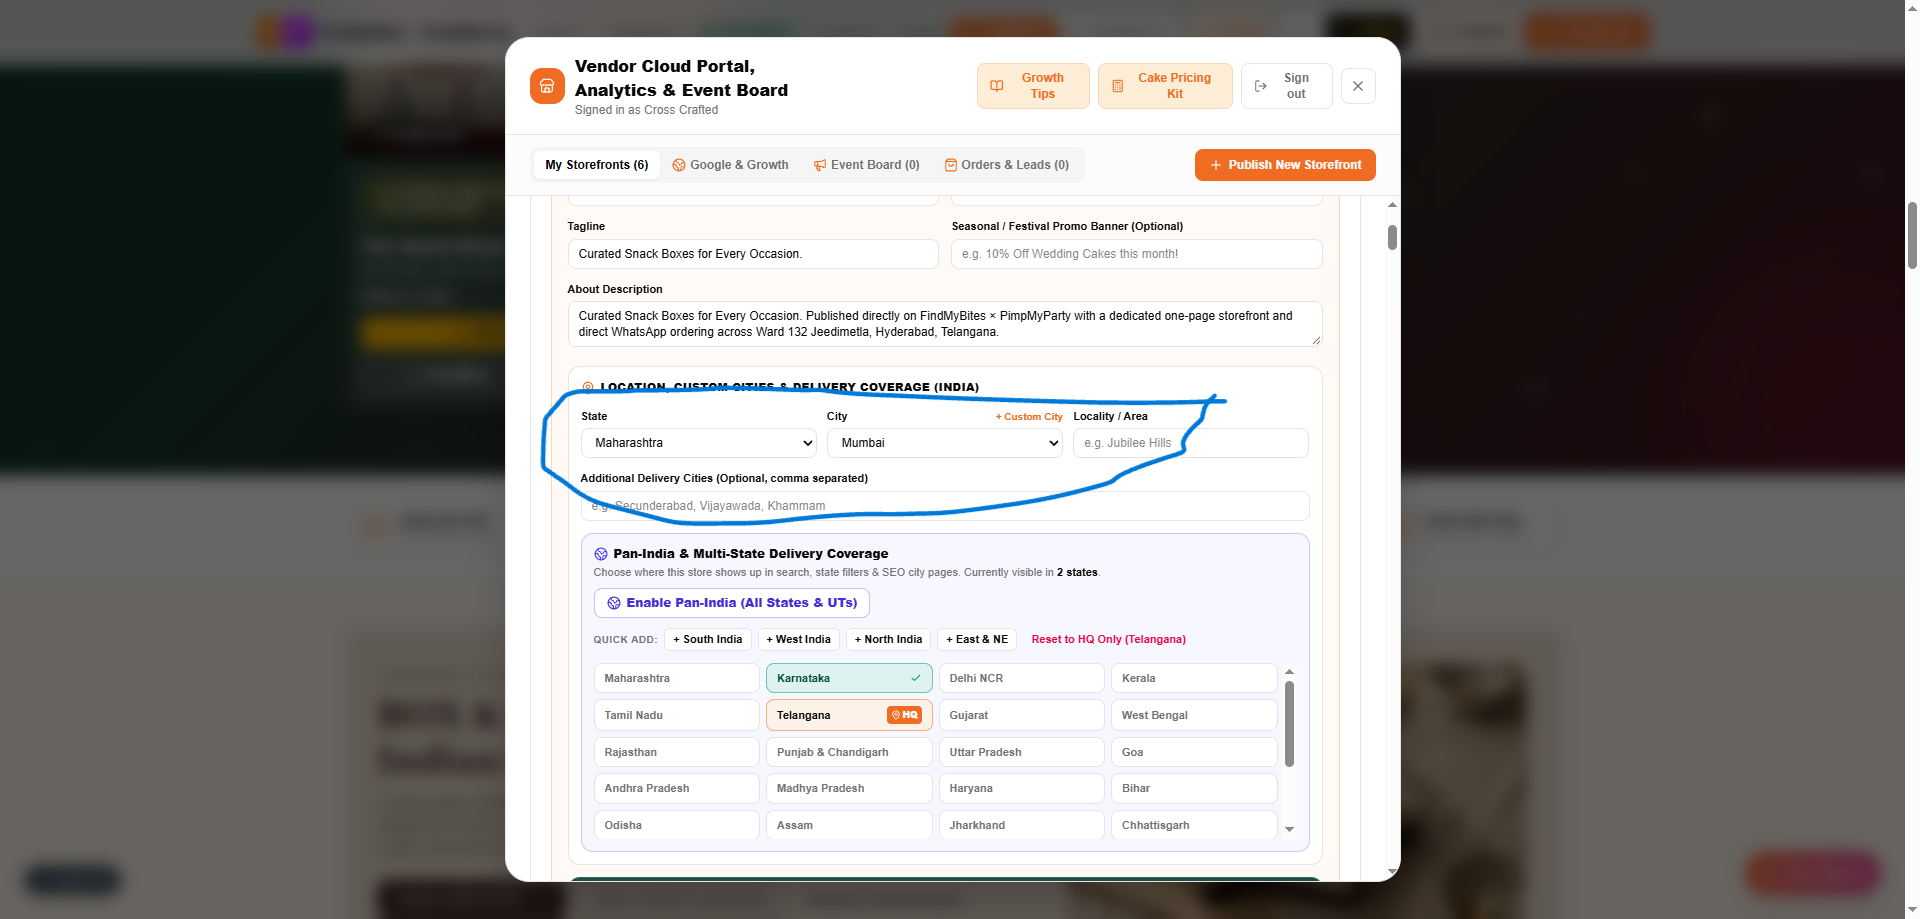 Vendor Cloud Portal,
Analytics & Event Board
Signed in as Cross Crafted
Growth
Tips
Cake Pricing
Kit
Sign
out
My Storefronts (6)
Google & Growth
Event Board (0)
Orders & Leads (0)
Publish New Storefront
Tagline
Seasonal / Festival Promo Banner (Optional)
Curated Snack Boxes for Every Occasion.
e.g. 10% Off Wedding Cakes this month!
About Description
Curated Snack Boxes for Every Occasion. Published directly on FindMyBites × PimpMyParty with a dedicated one-page storefront and
direct WhatsApp ordering across Ward 132 Jeedimetla, Hyderabad, Telangana.
LOCATION, CUSTOM CITIES & DELIVERY COVERAGE (INDIA)
State
City
+ Custom City
Locality / Area
Maharashtra
Mumbai
e.g. Jubilee Hills
Additional Delivery Cities (Optional, comma separated)
e.g. Secunderabad, Vijayawada, Khammam
Pan-India & Multi-State Delivery Coverage
Choose where this store shows up in search, state filters & SEO city pages. Currently visible in 2 states.
Enable Pan-India (All States & UTs)
QUICK ADD:
+ South India
+ West India
+ North India
+ East & NE
Reset to HQ Only (Telangana)
Maharashtra
Karnataka
Delhi NCR
Kerala
Tamil Nadu
Telangana
HQ
Gujarat
West Bengal
Rajasthan
Punjab & Chandigarh
Uttar Pradesh
Goa
Andhra Pradesh
Madhya Pradesh
Haryana
Bihar
Odisha
Assam
Jharkhand
Chhattisgarh